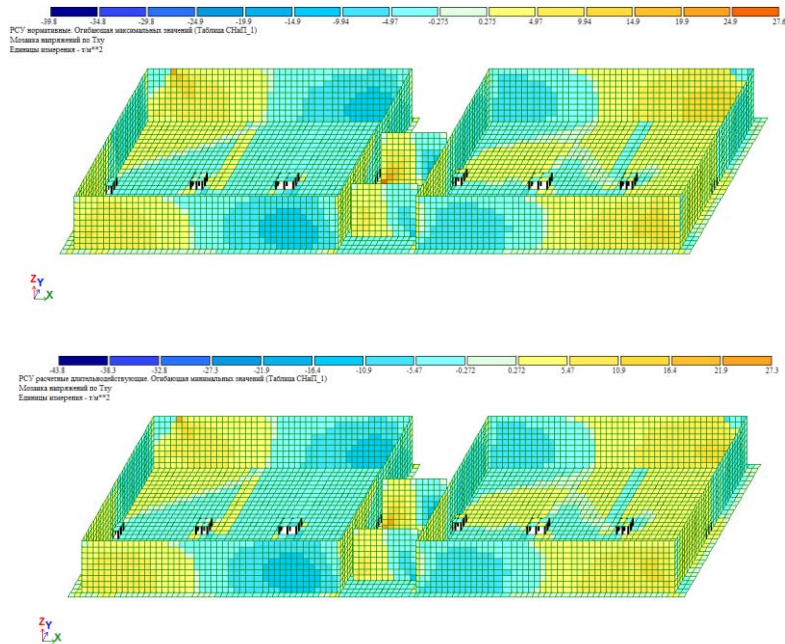 -39.8 -34.8 -29.8 -24.9 -19.9 -14.9 -9.94 -4.97 -0.275 0.275 4.97 9.94 14.9 19.9 24.9 27.6
РСУ нормативные. Огибающая максимальных значений (Таблица СНиП_1)
Мозаика напряжений по Txy
Единицы измерения - т/м**2
Z Y
X
-43.8 -38.3 -32.8 -27.3 -21.9 -16.4 -10.9 -5.47 -0.272 0.272 5.47 10.9 16.4 21.9 27.3
РСУ расчетные длительнодействующие. Огибающая минимальных значений (Таблица СНиП_1)
Мозаика напряжений по Txy
Единицы измерения - т/м**2
Z Y
X